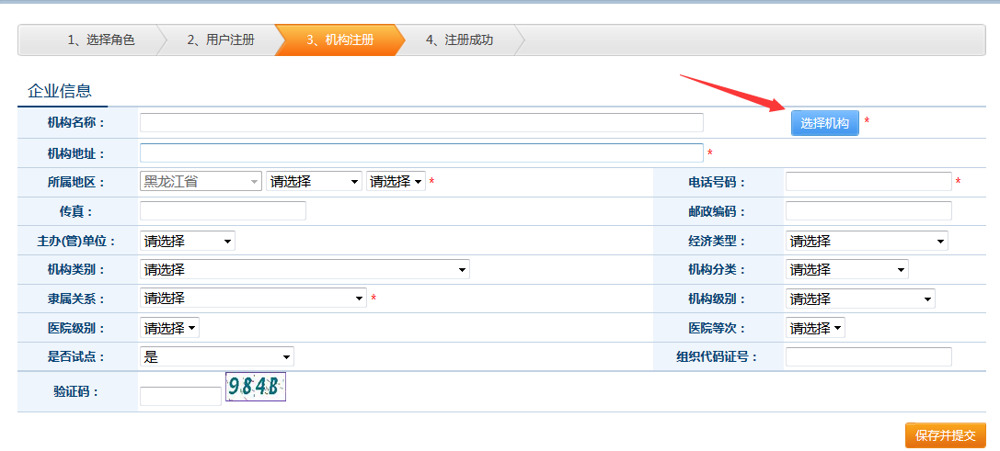 1、选择角色 2、用户注册 3、机构注册 4、注册成功
企业信息
机构名称： 选择机构 *
机构地址： *
所属地区： 黑龙江省 请选择 请选择 * 电话号码： *
传真： 邮政编码：
主办(管)单位： 请选择 经济类型： 请选择
机构类别： 请选择 机构分类： 请选择
隶属关系： 请选择 * 机构级别： 请选择
医院级别： 请选择 医院等次： 请选择
是否试点： 是 组织代码证号：
验证码： 984B
保存并提交